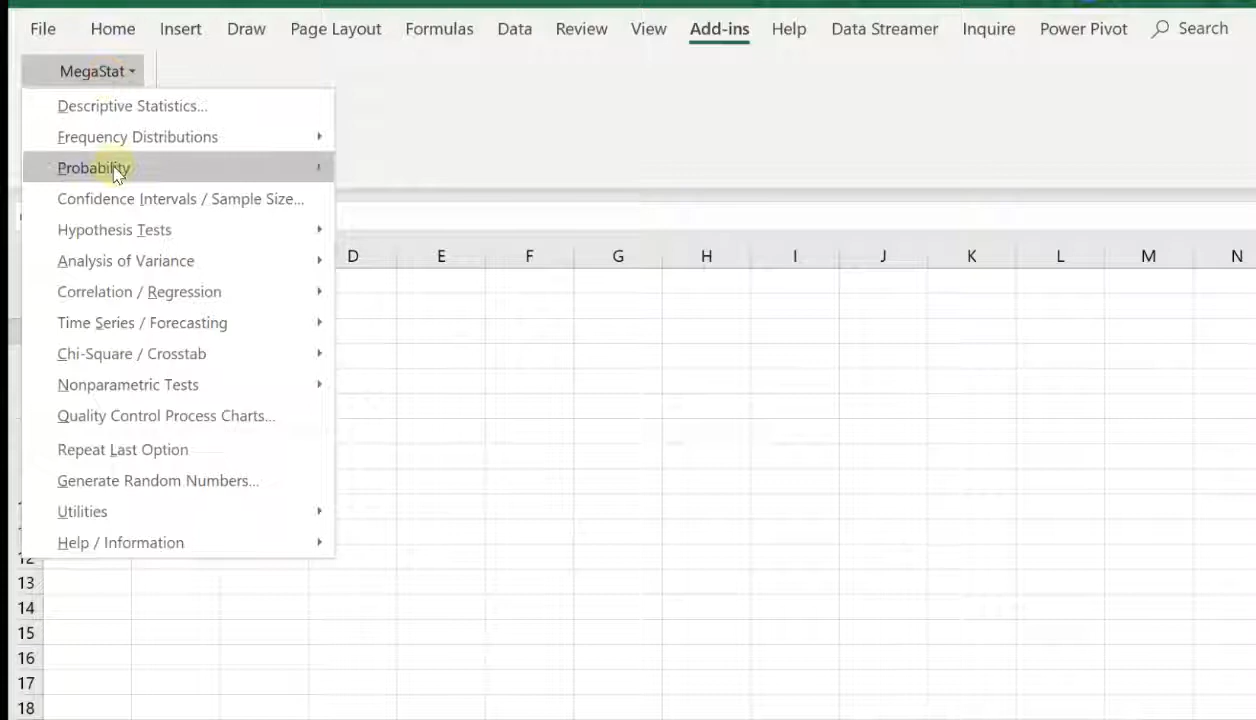 File Home Insert Draw Page Layout Formulas Data Review View Add-ins Help Data Streamer Inquire Power Pivot Search
MegaStat
Descriptive Statistics...
Frequency Distributions
Probability
Confidence Intervals / Sample Size...
Hypothesis Tests
D E F G H I J K L M N
Analysis of Variance
Correlation / Regression
Time Series / Forecasting
Chi-Square / Crosstab
Nonparametric Tests
Quality Control Process Charts...
Repeat Last Option
Generate Random Numbers...
Utilities
Help / Information
12
13
14
15
16
17
18